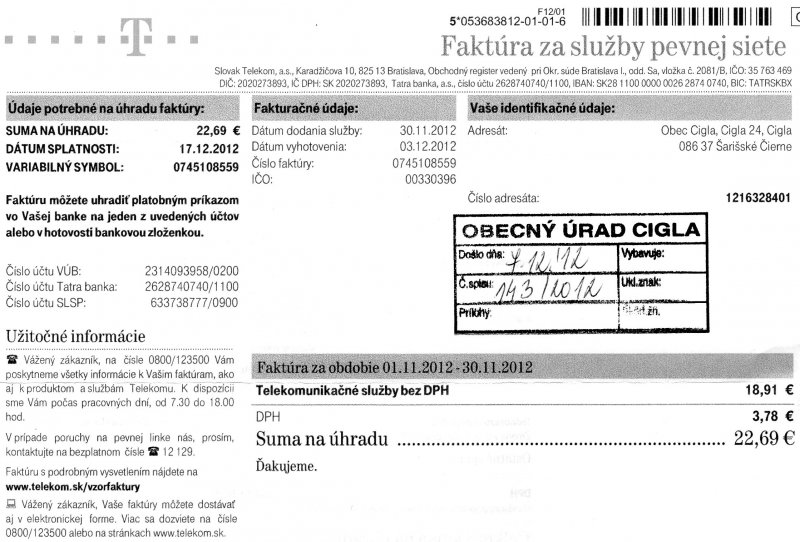 F12/01
5*053683812-01-01-6
T
Faktúra za služby pevnej siete
Slovak Telekom, a.s., Karadžičova 10, 825 13 Bratislava, Obchodný register vedený pri Okr. súde Bratislava I., odd. Sa, vložka č. 2081/B, IČO: 35 763 469
DIČ: 2020273893, IČ DPH: SK 2020273893, Tatra banka, a.s., číslo účtu 2628740740/1100, IBAN: SK28 1100 0000 0026 2874 0740, BIC: TATRSKBX
Údaje potrebné na úhradu faktúry:
SUMA NA ÚHRADU: 22,69 €
DÁTUM SPLATNOSTI: 17.12.2012
VARIABILNÝ SYMBOL: 0745108559
Faktúru môžete uhradiť platobným príkazom
vo Vašej banke na jeden z uvedených účtov
alebo v hotovosti bankovou zloženkou.
Číslo účtu VÚB: 2314093958/0200
Číslo účtu Tatra banka: 2628740740/1100
Číslo účtu SLSP: 633738777/0900
Fakturačné údaje:
Dátum dodania služby: 30.11.2012
Dátum vyhotovenia: 03.12.2012
Číslo faktúry: 0745108559
IČO: 00330396
Vaše identifikačné údaje:
Adresát: Obec Cigla, Cigla 24, Cigla
086 37 Šarišské Čierne
Číslo adresáta: 1216328401
OBECNÝ ÚRAD CIGLA
Došlo dňa: 7.12.'12 Vybavuje:
Č. spisu: 143/2012 Ukl. znak:
Prílohy: zn.
Užitočné informácie
☎ Vážený zákazník, na čísle 0800/123500 Vám
poskytneme všetky informácie k Vašim faktúram, ako
aj k produktom a službám Telekomu. K dispozícii
sme Vám počas pracovných dní, od 7.30 do 18.00
hod.
V prípade poruchy na pevnej linke nás, prosím,
kontaktujte na bezplatnom čísle ☎ 12 129.
Faktúru s podrobným vysvetlením nájdete na
www.telekom.sk/vzorfaktury
Vážený zákazník, Vaše faktúry môžete dostávať
aj v elektronickej forme. Viac sa dozviete na čísle
0800/123500 alebo na stránkach www.telekom.sk.
Faktúra za obdobie 01.11.2012 - 30.11.2012
Telekomunikačné služby bez DPH 18,91 €
DPH 3,78 €
Suma na úhradu ........ 22,69 €
Ďakujeme.